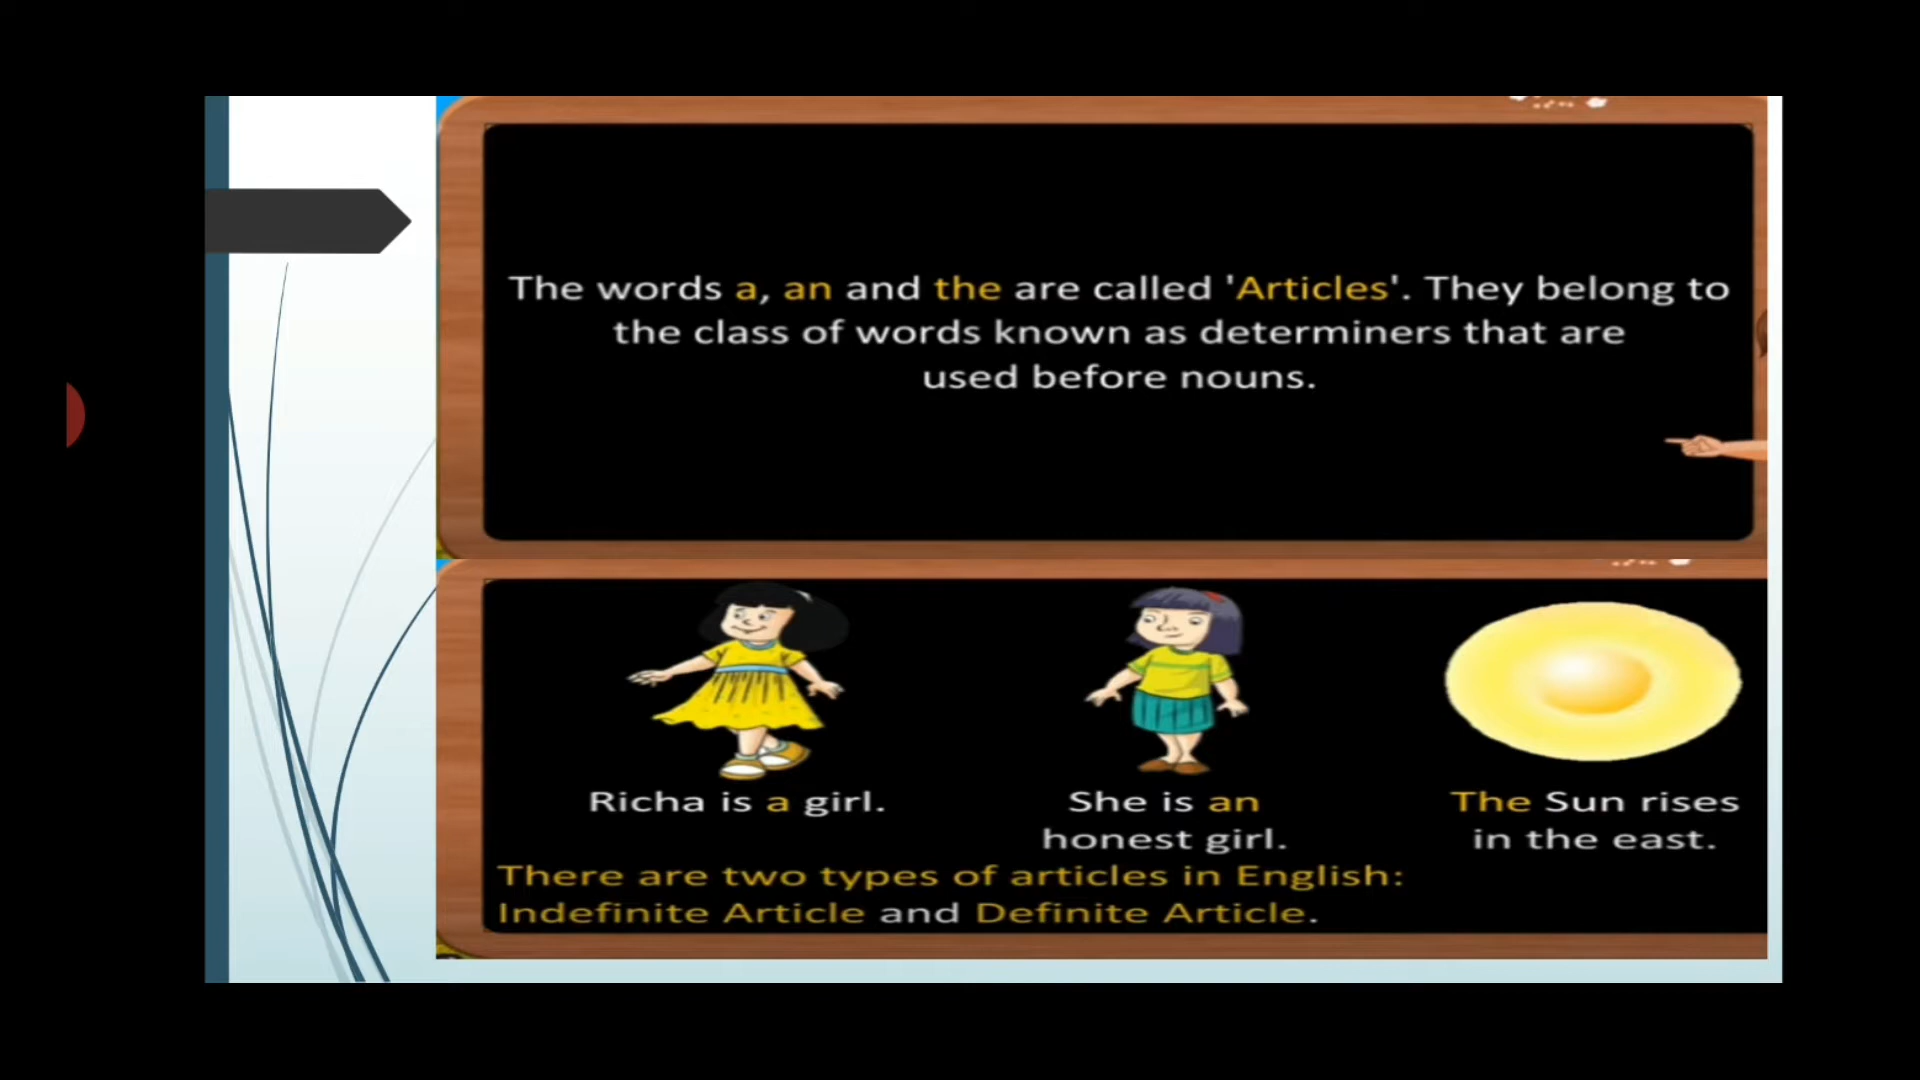 The words a, an and the are called 'Articles'. They belong to
the class of words known as determiners that are
used before nouns.
Richa is a girl.
She is an
honest girl.
The Sun rises
in the east.
There are two types of articles in English:
Indefinite Article and Definite Article.